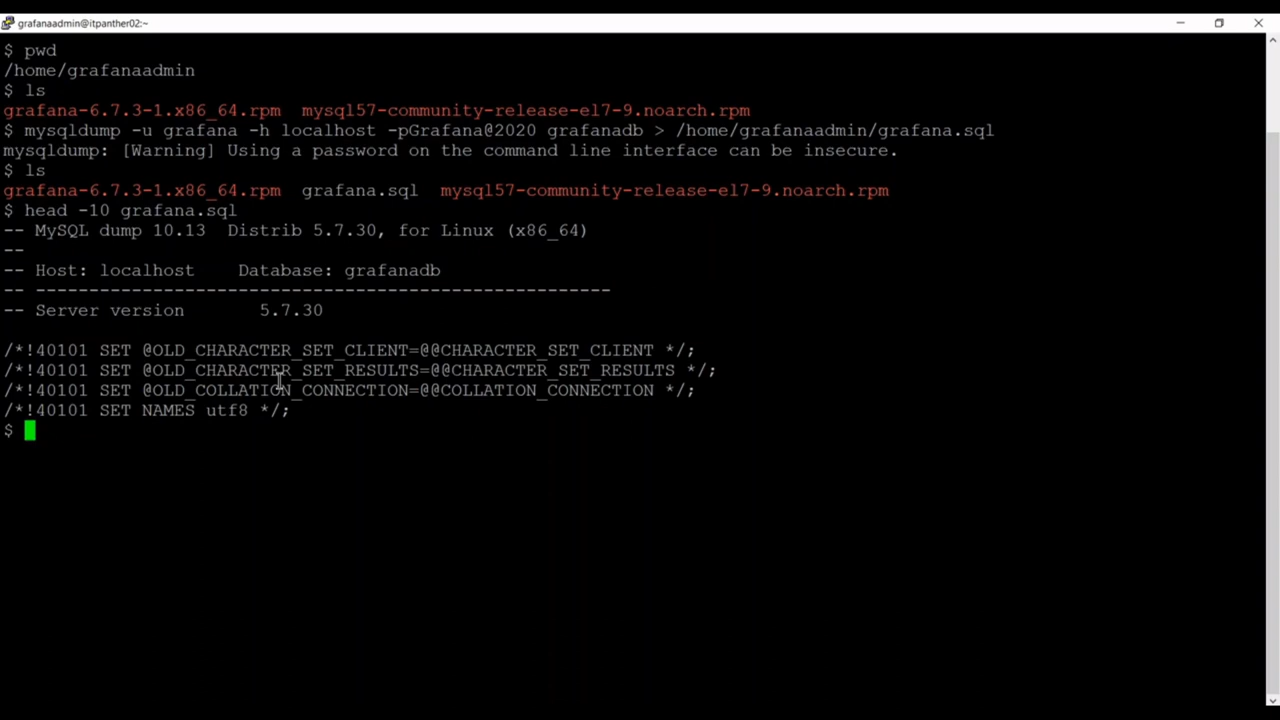 grafanaadmin@itpanther02:~
$ pwd
/home/grafanaadmin
$ ls
grafana-6.7.3-1.x86_64.rpm  mysql57-community-release-el7-9.noarch.rpm
$ mysqldump -u grafana -h localhost -pGrafana@2020 grafanadb > /home/grafanaadmin/grafana.sql
mysqldump: [Warning] Using a password on the command line interface can be insecure.
$ ls
grafana-6.7.3-1.x86_64.rpm  grafana.sql  mysql57-community-release-el7-9.noarch.rpm
$ head -10 grafana.sql
-- MySQL dump 10.13  Distrib 5.7.30, for Linux (x86_64)
--
-- Host: localhost    Database: grafanadb
-- ------------------------------------------------------
-- Server version       5.7.30
/*!40101 SET @OLD_CHARACTER_SET_CLIENT=@@CHARACTER_SET_CLIENT */;
/*!40101 SET @OLD_CHARACTER_SET_RESULTS=@@CHARACTER_SET_RESULTS */;
/*!40101 SET @OLD_COLLATION_CONNECTION=@@COLLATION_CONNECTION */;
/*!40101 SET NAMES utf8 */;
$